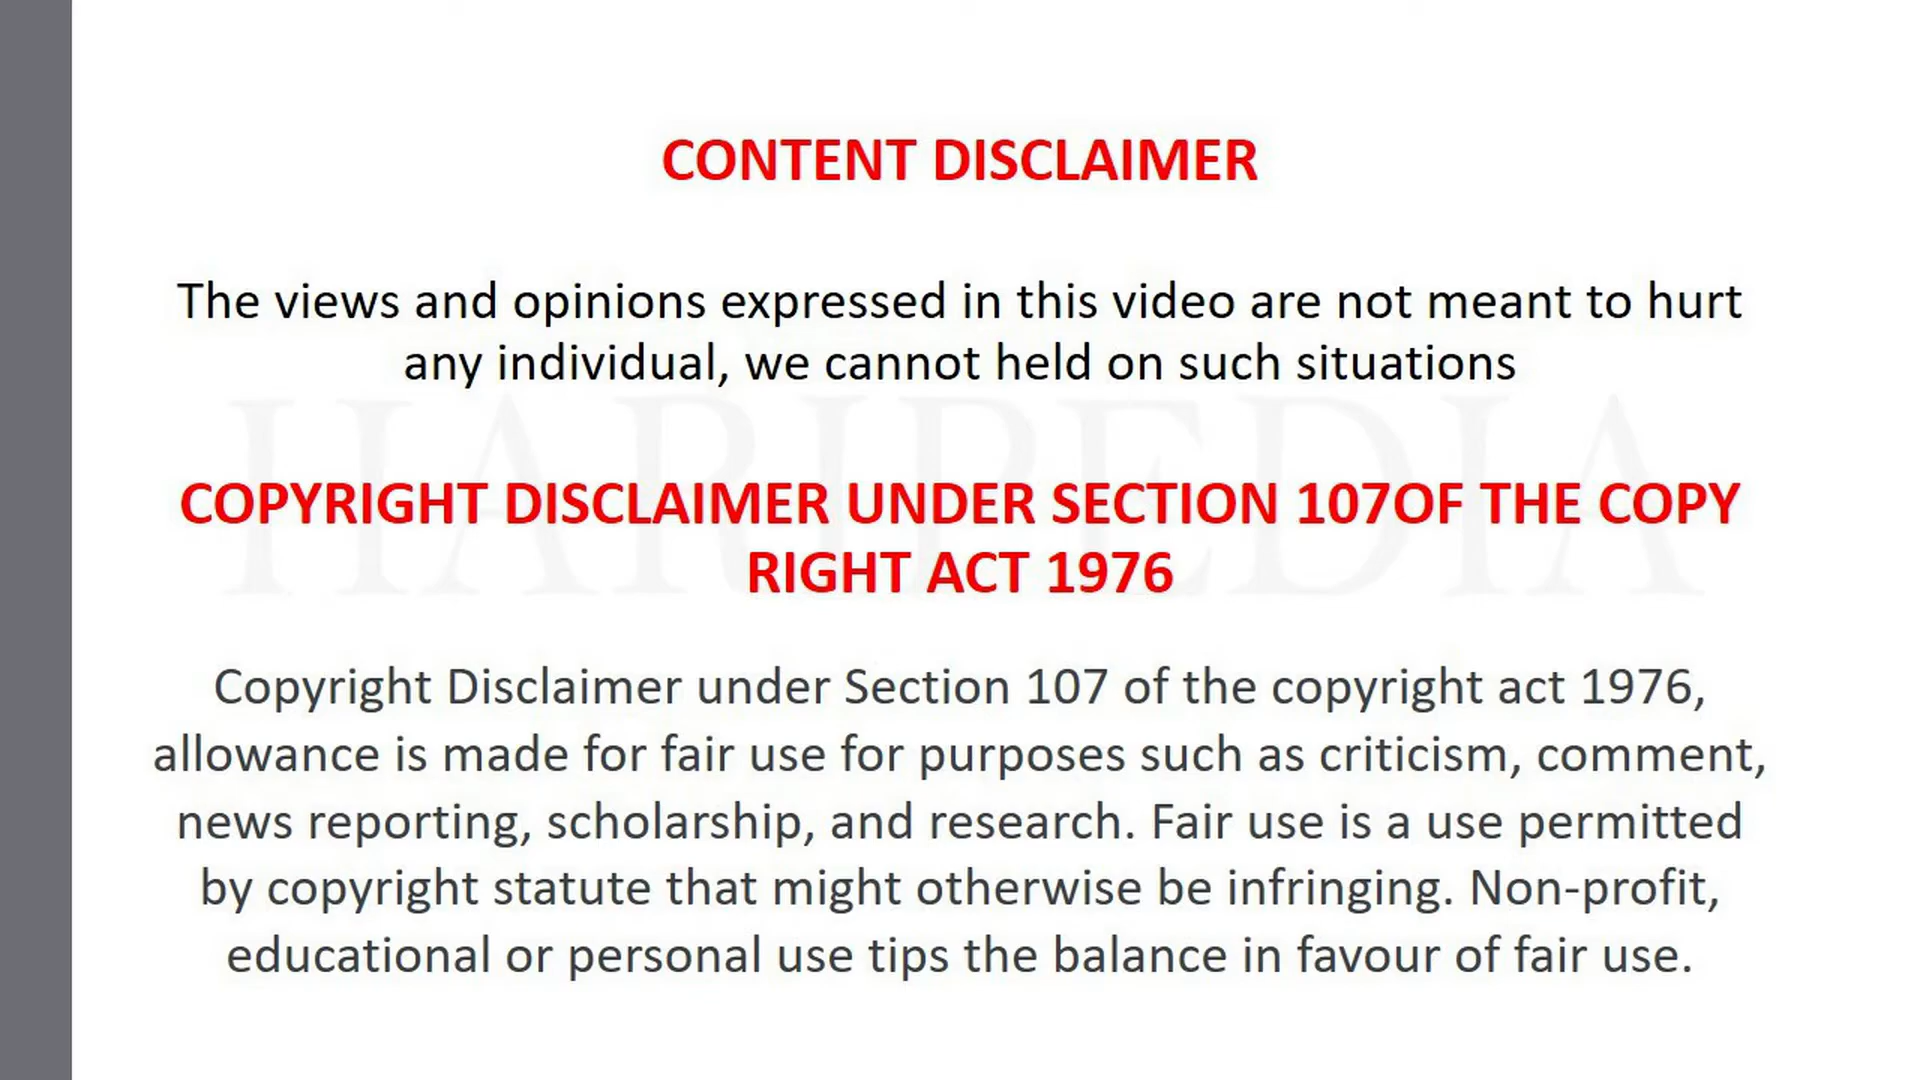 CONTENT DISCLAIMER
The views and opinions expressed in this video are not meant to hurt
any individual, we cannot held on such situations
HARIPEDIA
COPYRIGHT DISCLAIMER UNDER SECTION 107OF THE COPY
RIGHT ACT 1976
Copyright Disclaimer under Section 107 of the copyright act 1976,
allowance is made for fair use for purposes such as criticism, comment,
news reporting, scholarship, and research. Fair use is a use permitted
by copyright statute that might otherwise be infringing. Non-profit,
educational or personal use tips the balance in favour of fair use.